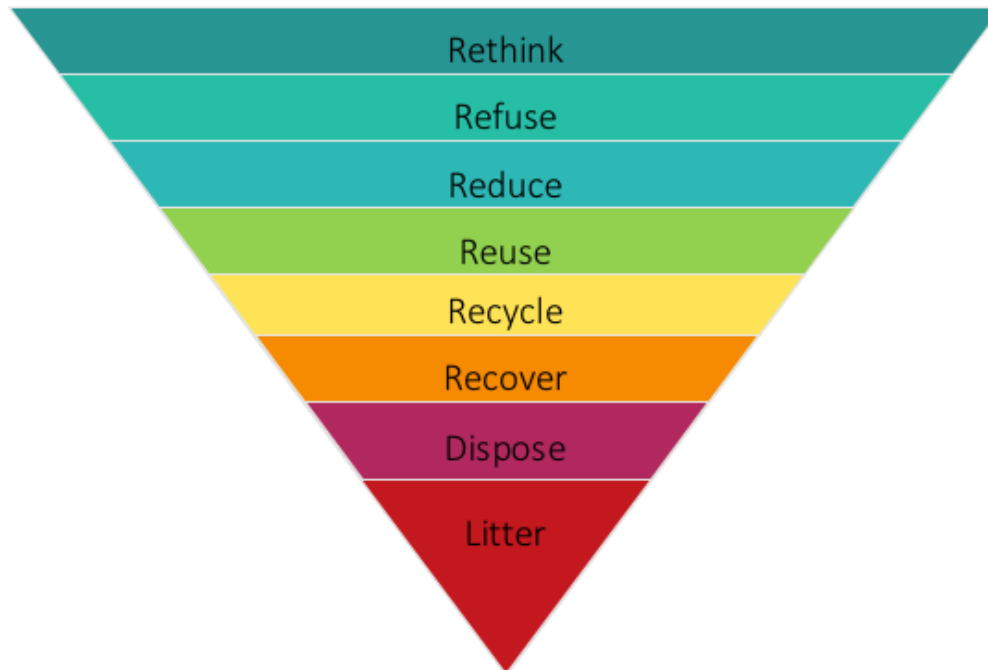 Rethink
Refuse
Reduce
Reuse
Recycle
Recover
Dispose
Litter